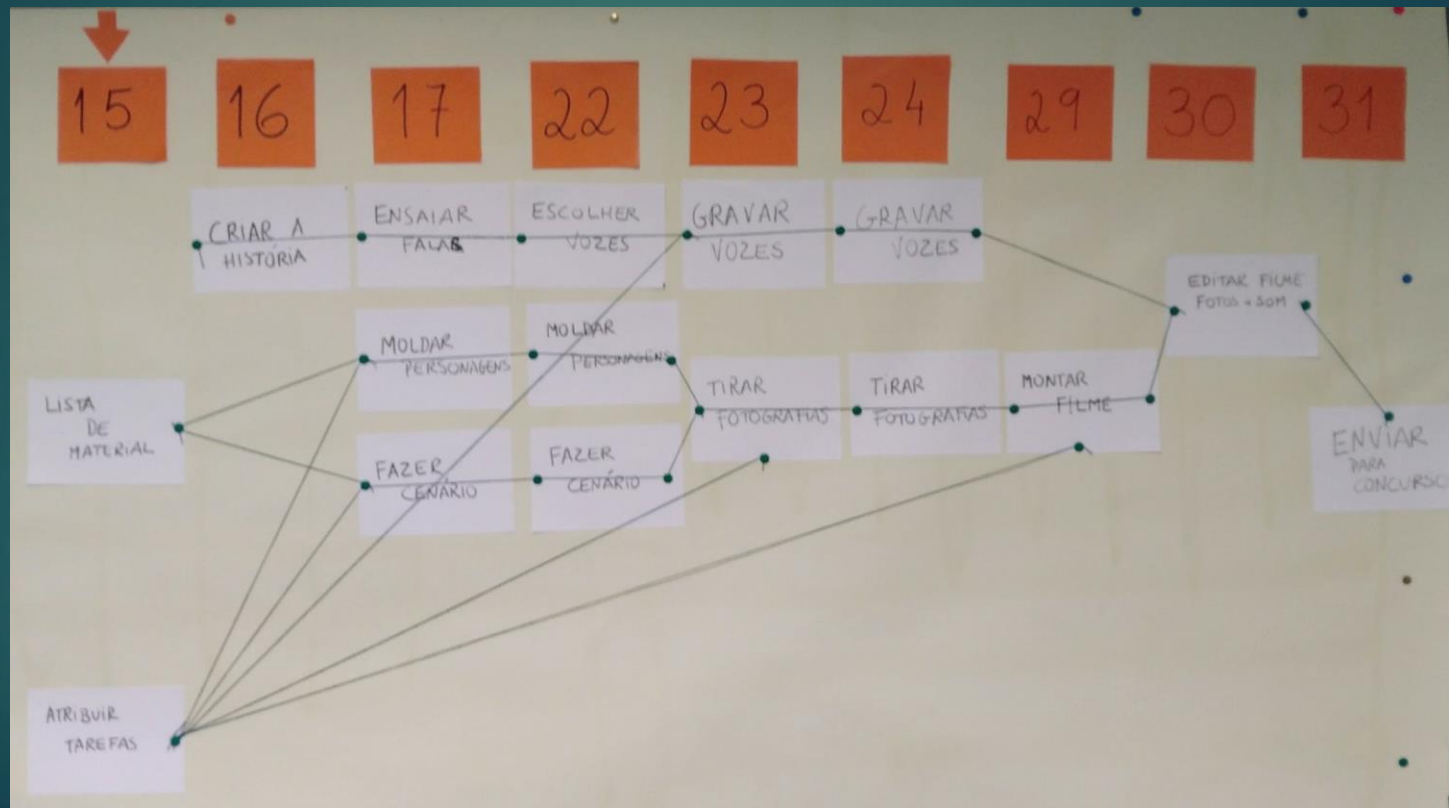 15 16 17 22 23 24 29 30 31
CRIAR A
HISTÓRIA
ENSAIAR
FALAS
ESCOLHER
VOZES
GRAVAR
VOZES
GRAVAR
VOZES
EDITAR FILME
FOTOS + SOM
MOLDAR
PERSONAGENS
MOLDAR
PERSONAGENS
TIRAR
FOTOGRAFIAS
TIRAR
FOTOGRAFIAS
MONTAR
FILME
LISTA
DE
MATERIAL
FAZER
CENÁRIO
FAZER
CENÁRIO
ENVIAR
PARA
CONCURSO
ATRIBUIR
TAREFAS